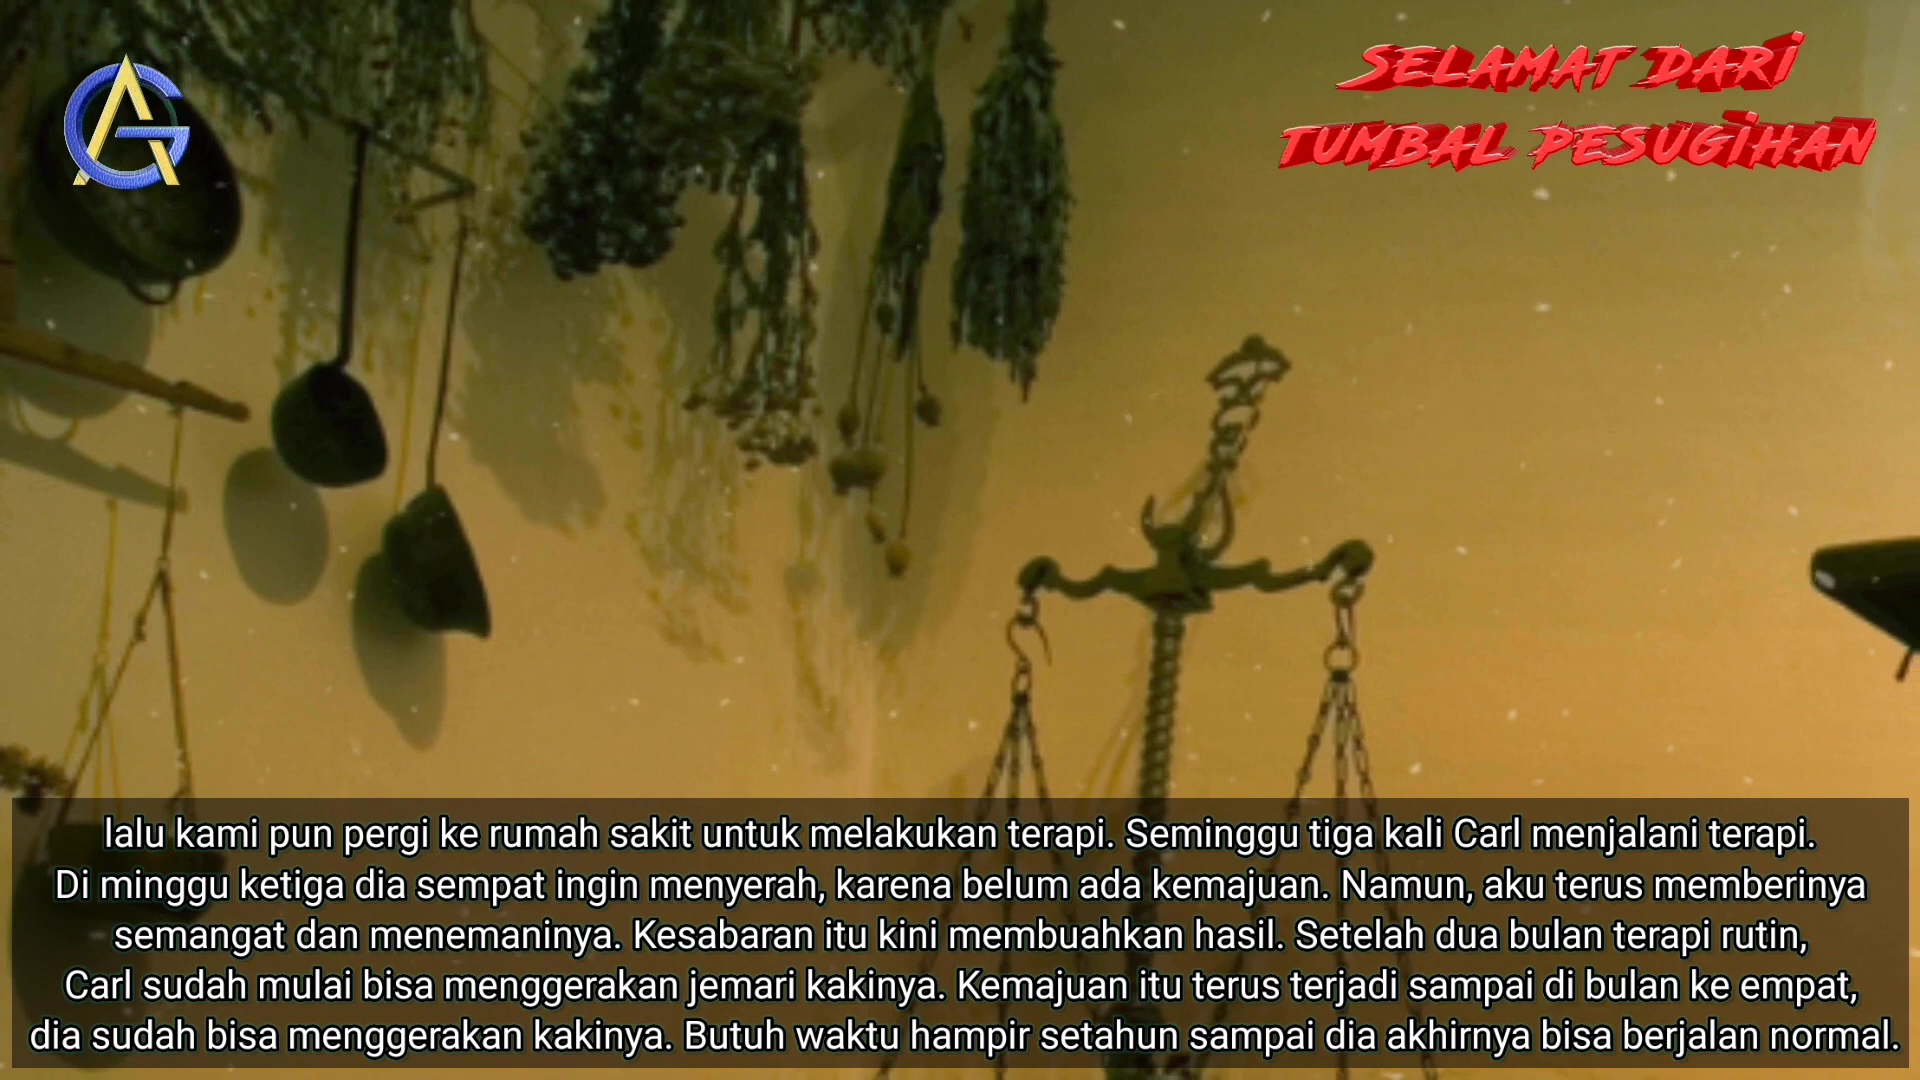 SELAMAT DARI
TUMBAL PESUGIHAN
lalu kami pun pergi ke rumah sakit untuk melakukan terapi. Seminggu tiga kali Carl menjalani terapi.
Di minggu ketiga dia sempat ingin menyerah, karena belum ada kemajuan. Namun, aku terus memberinya
semangat dan menemaninya. Kesabaran itu kini membuahkan hasil. Setelah dua bulan terapi rutin,
Carl sudah mulai bisa menggerakan jemari kakinya. Kemajuan itu terus terjadi sampai di bulan ke empat,
dia sudah bisa menggerakan kakinya. Butuh waktu hampir setahun sampai dia akhirnya bisa berjalan normal.